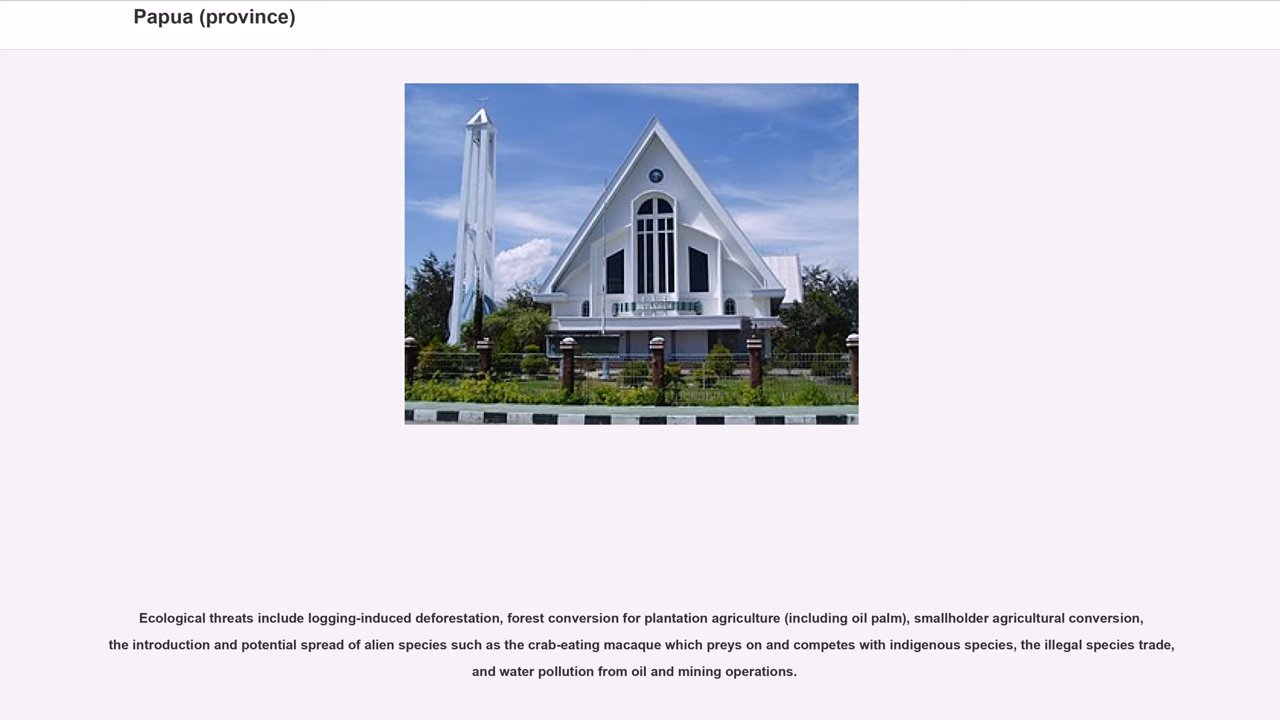 Papua (province)
Ecological threats include logging-induced deforestation, forest conversion for plantation agriculture (including oil palm), smallholder agricultural conversion,
the introduction and potential spread of alien species such as the crab-eating macaque which preys on and competes with indigenous species, the illegal species trade,
and water pollution from oil and mining operations.